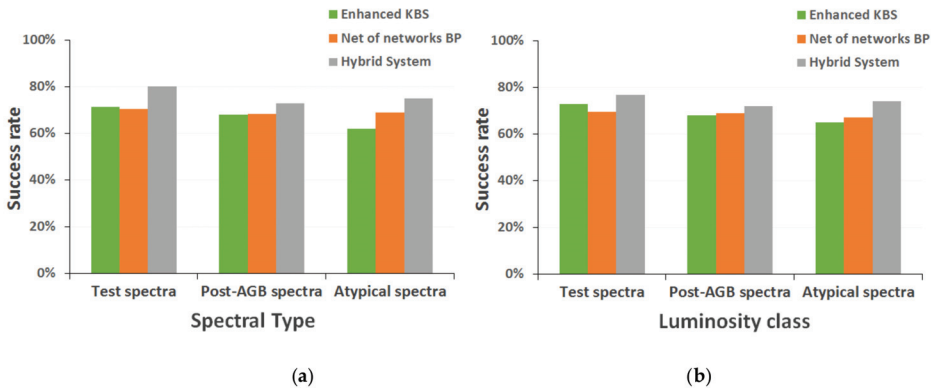 Enhanced KBS
Net of networks BP
Hybrid System
100%
80%
60%
40%
20%
0%
Success rate
Test spectra
Post-AGB spectra
Atypical spectra
Spectral Type
(a)
Enhanced KBS
Net of networks BP
Hybrid System
100%
80%
60%
40%
20%
0%
Success rate
Test spectra
Post-AGB spectra
Atypical spectra
Luminosity class
(b)